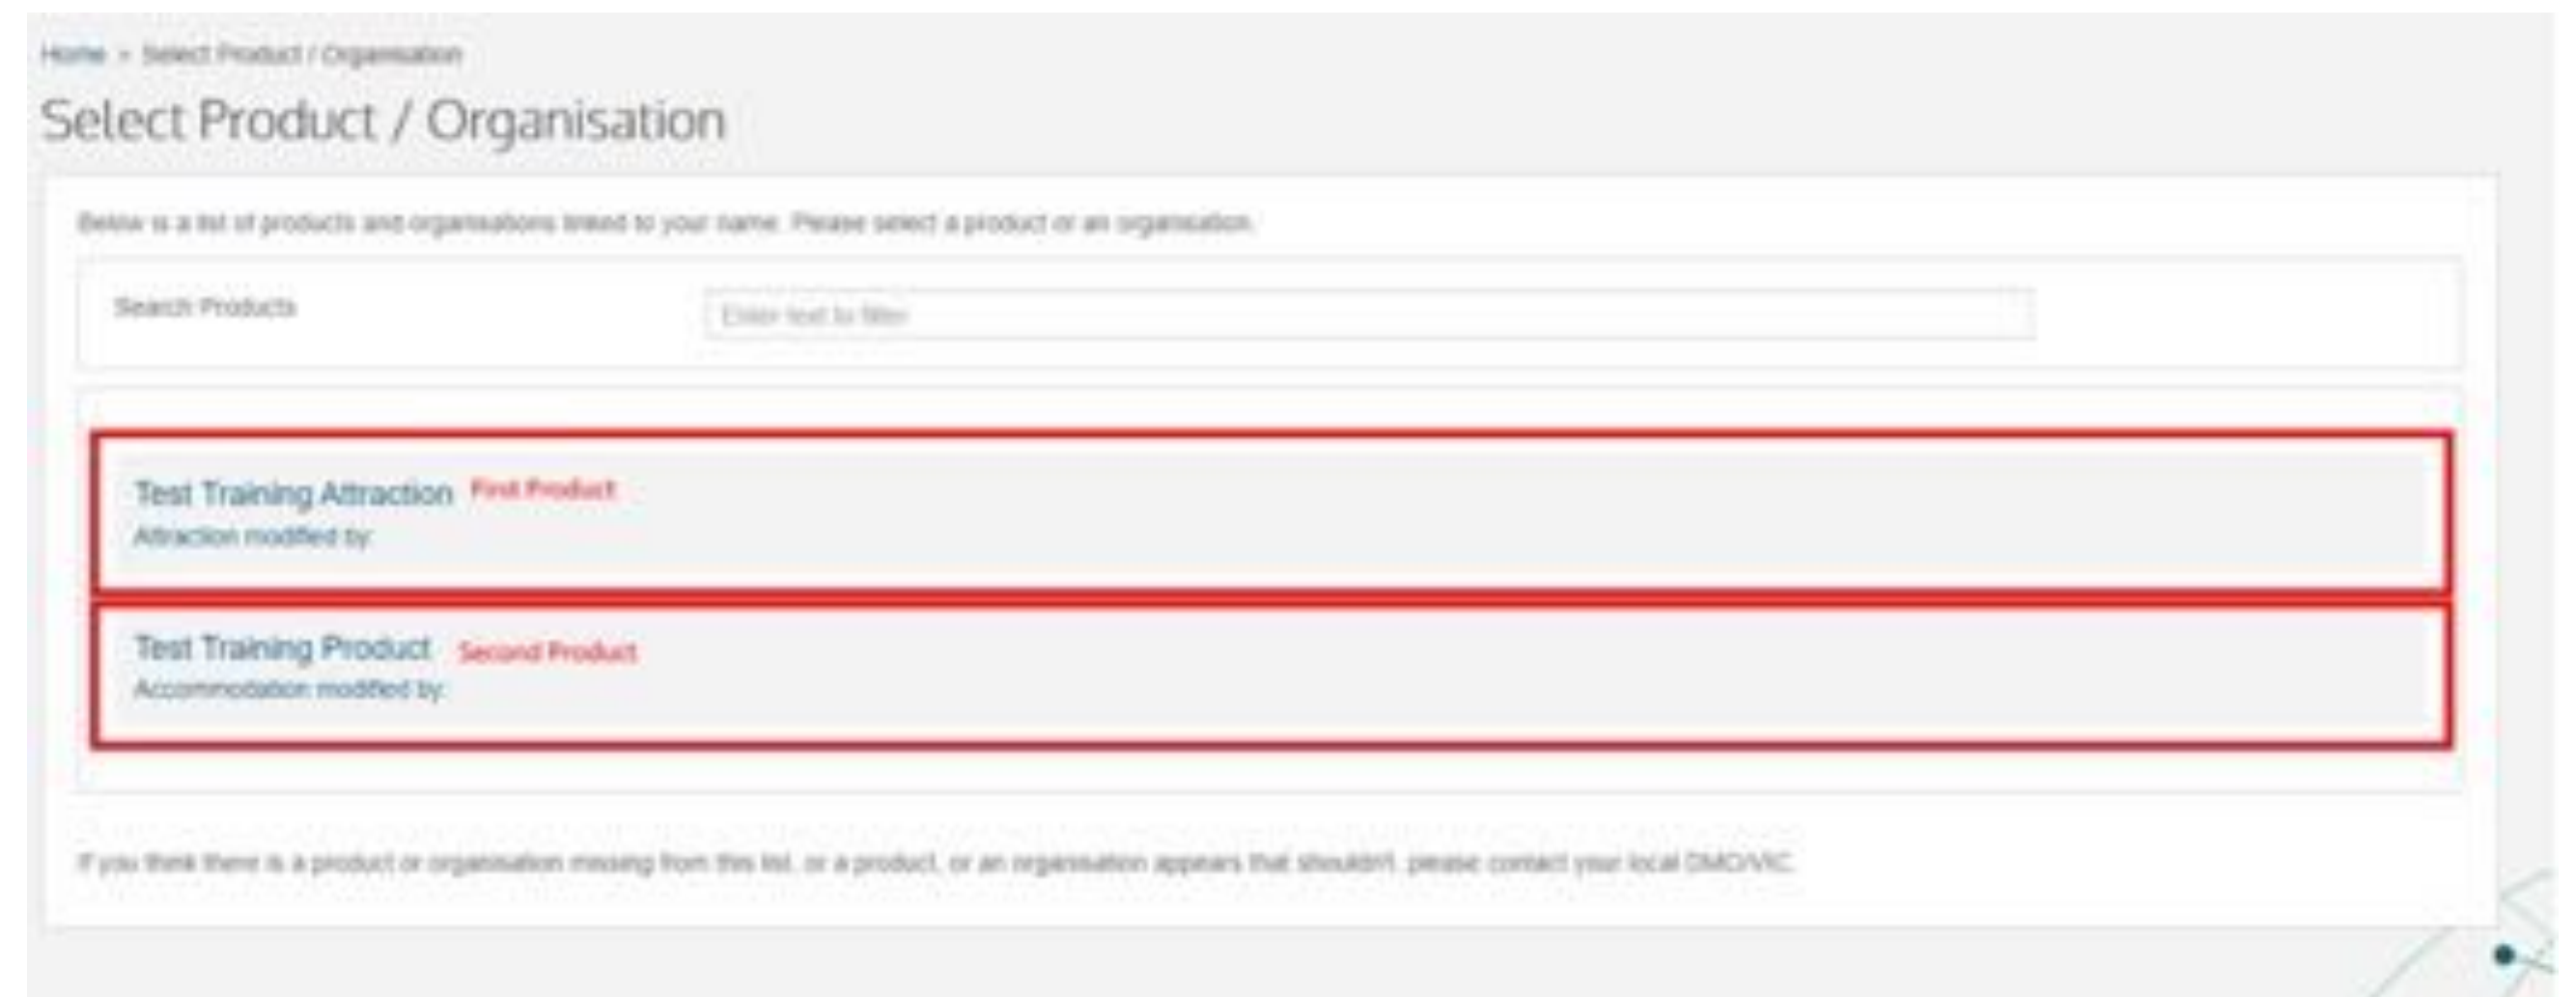 Home > Select Product / Organisation
Select Product / Organisation
Below is a list of products and organisations linked to your name. Please select a product or an organisation.
Search Products
Enter text to filter
Test Training Attraction First Product
Attraction modified by:
Test Training Product Second Product
Accommodation modified by:
If you think there is a product or organisation missing from this list, or a product, or an organisation appears that shouldn't, please contact your local DMO/VIC.